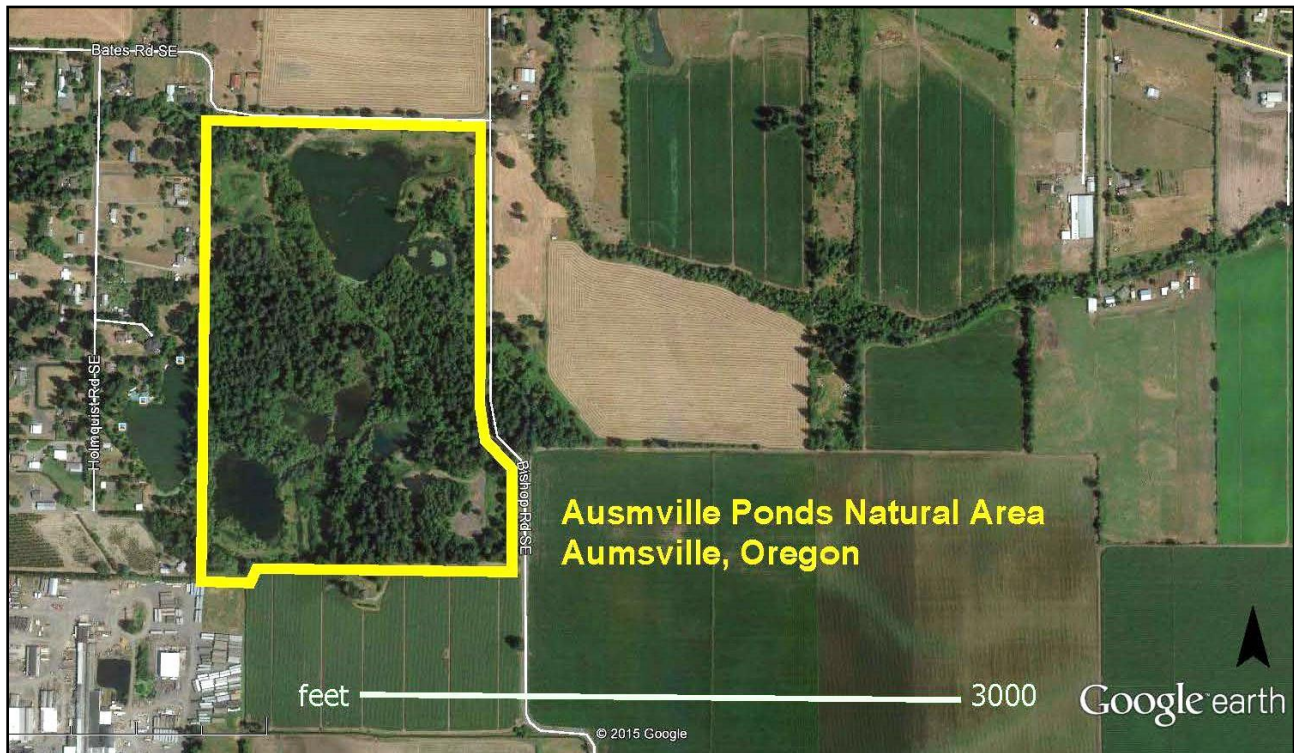 Bates Rd SE
Holmquist Rd SE
Bishop Rd SE
Ausmville Ponds Natural Area
Aumsville, Oregon
feet 3000
Google earth
© 2015 Google